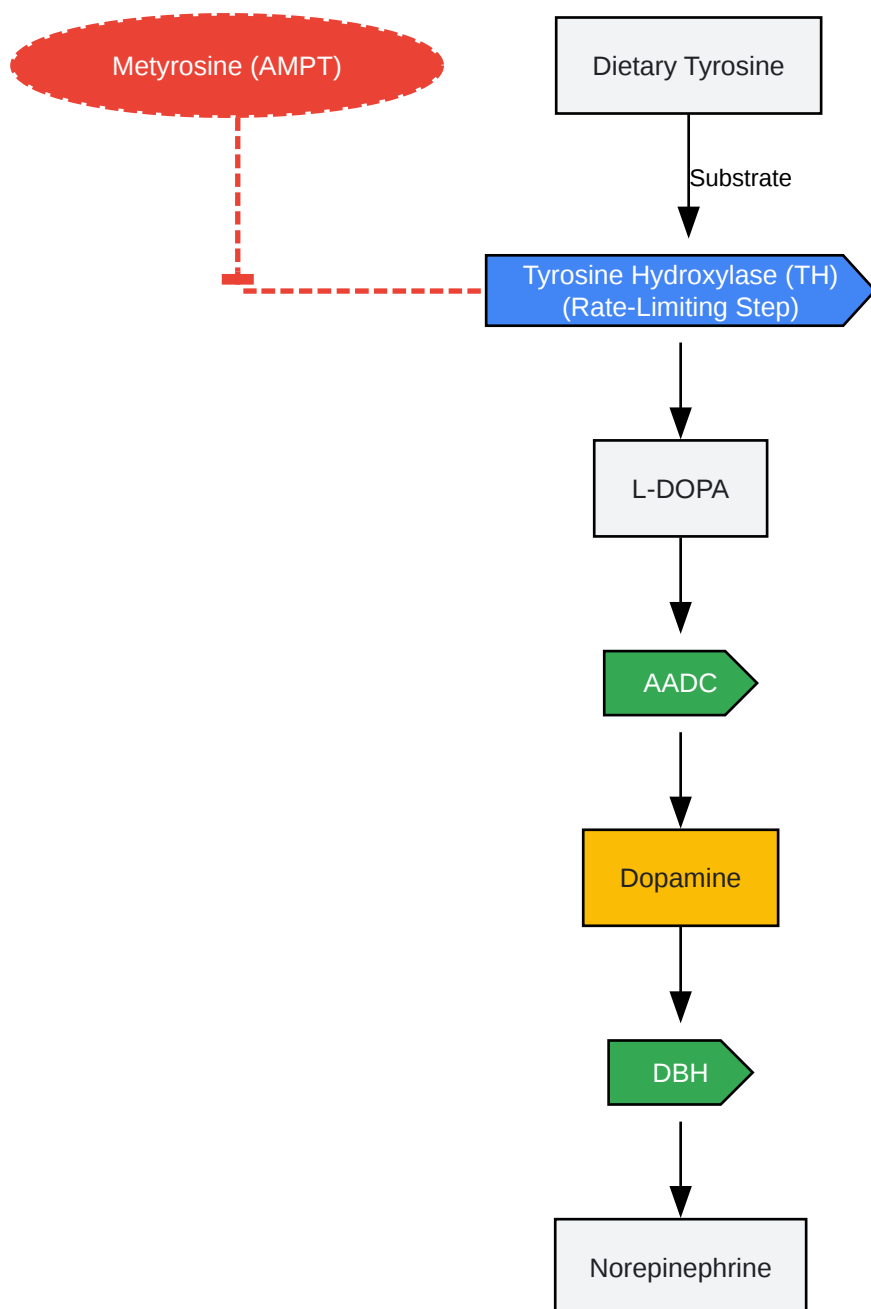 Metyrosine (AMPT)
Dietary Tyrosine
Substrate
Tyrosine Hydroxylase (TH)
(Rate-Limiting Step)
L-DOPA
AADC
Dopamine
DBH
Norepinephrine